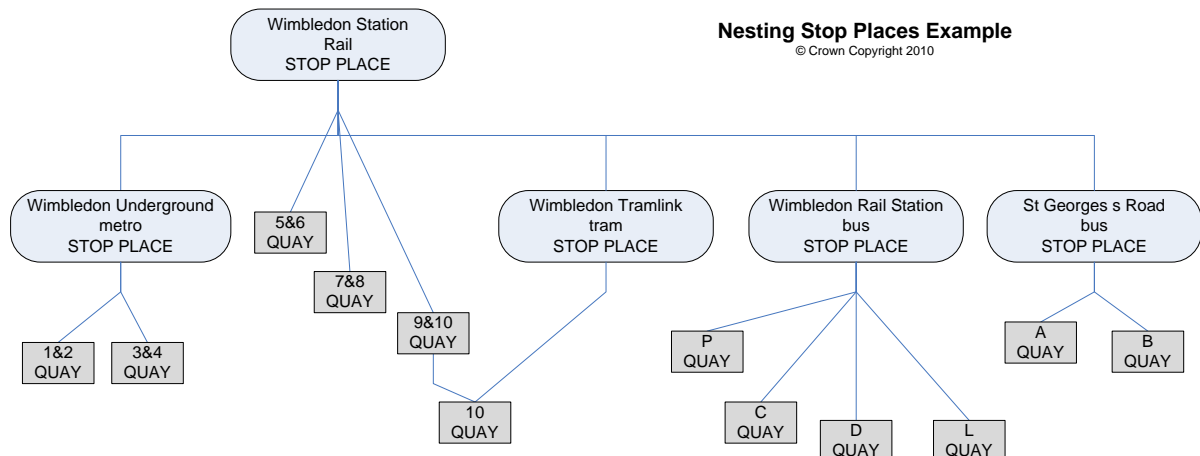 Nesting Stop Places Example
© Crown Copyright 2010
Wimbledon Station
Rail
STOP PLACE
Wimbledon Underground
metro
STOP PLACE
5&6
QUAY
7&8
QUAY
9&10
QUAY
Wimbledon Tramlink
tram
STOP PLACE
Wimbledon Rail Station
bus
STOP PLACE
St Georges s Road
bus
STOP PLACE
1&2
QUAY
3&4
QUAY
10
QUAY
P
QUAY
C
QUAY
D
QUAY
L
QUAY
A
QUAY
B
QUAY